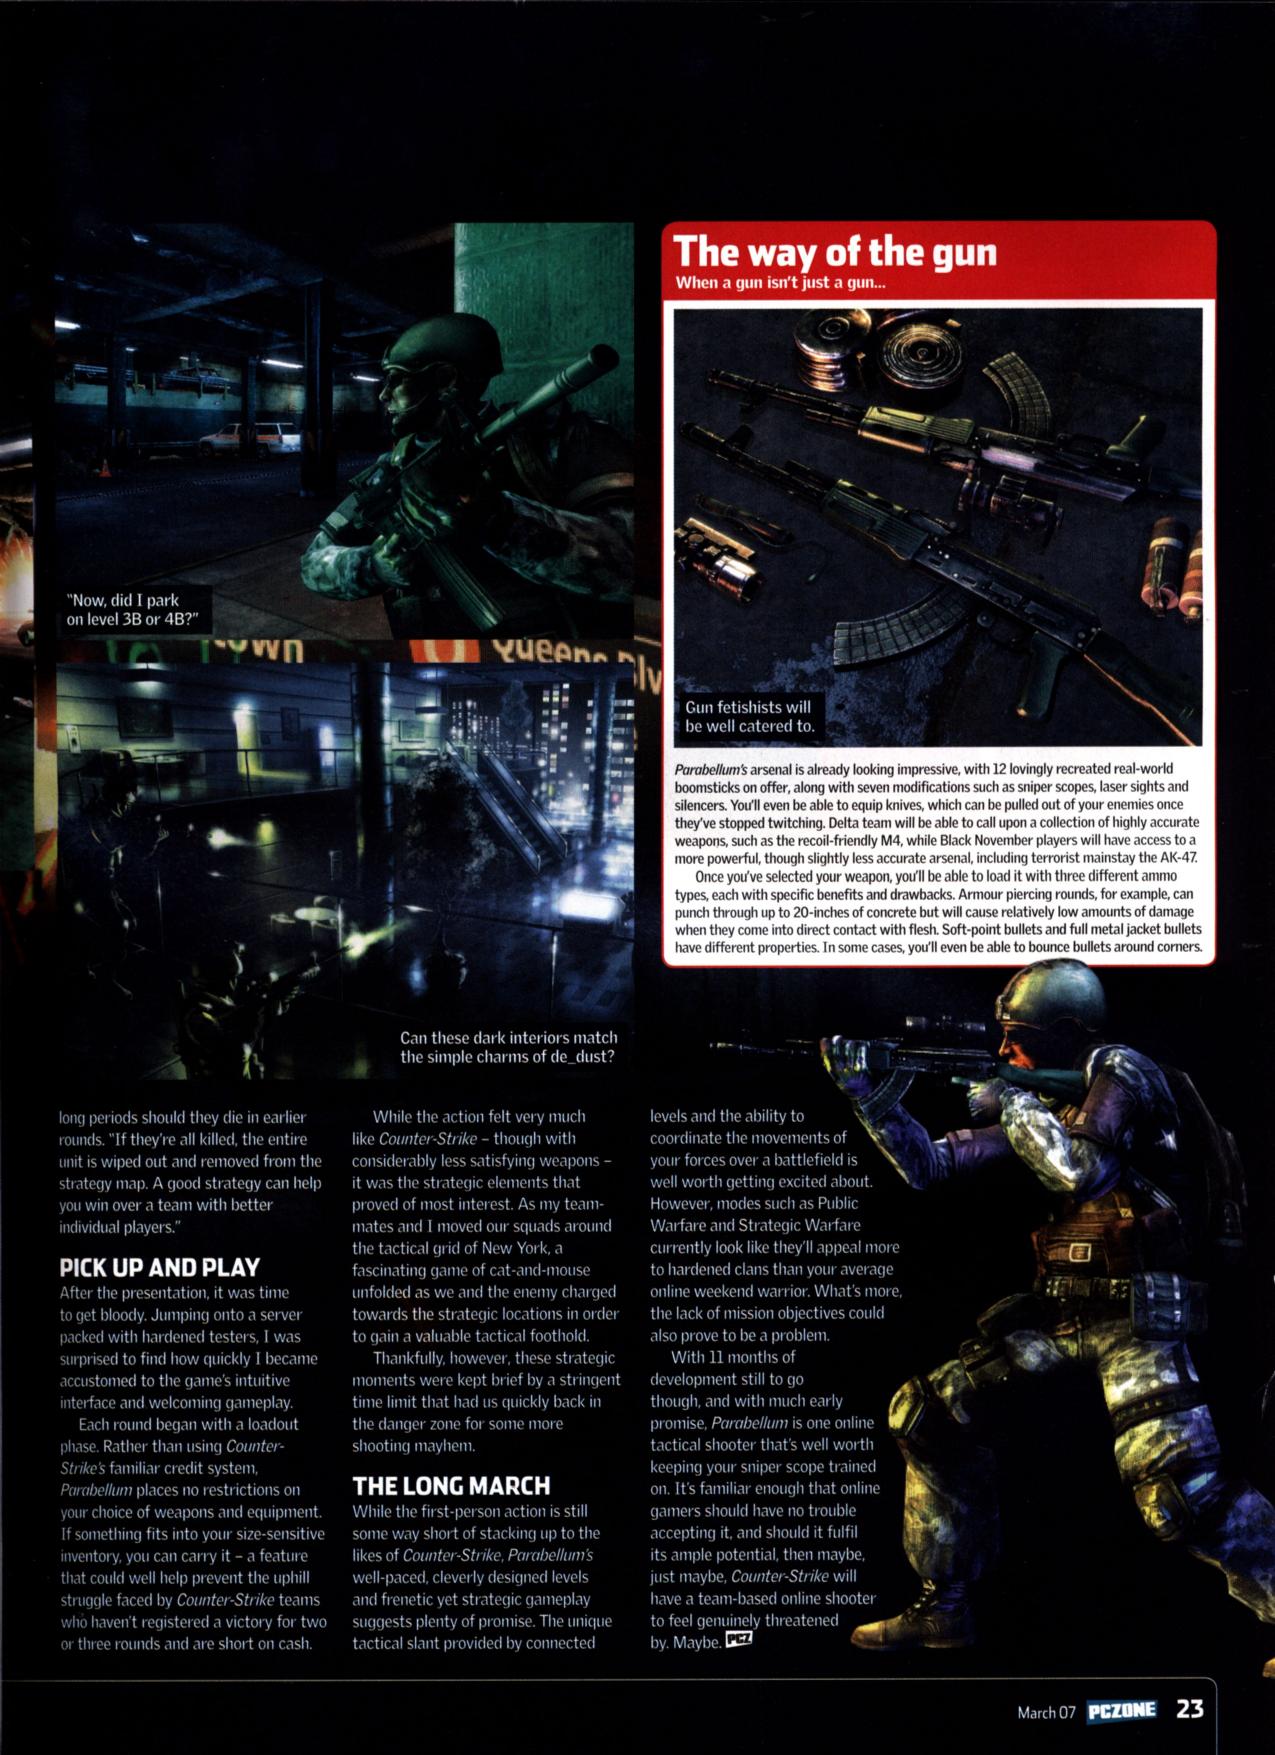 The way of the gun
When a gun isn't just a gun...
"Now, did I park
on level 3B or 4B?"
town
Queens Blv
Gun fetishists will
be well catered to.
Parabellum's arsenal is already looking impressive, with 12 lovingly recreated real-world
boomsticks on offer, along with seven modifications such as sniper scopes, laser sights and
silencers. You'll even be able to equip knives, which can be pulled out of your enemies once
they've stopped twitching. Delta team will be able to call upon a collection of highly accurate
weapons, such as the recoil-friendly M4, while Black November players will have access to a
more powerful, though slightly less accurate arsenal, including terrorist mainstay the AK-47.
Once you've selected your weapon, you'll be able to load it with three different ammo
types, each with specific benefits and drawbacks. Armour piercing rounds, for example, can
punch through up to 20-inches of concrete but will cause relatively low amounts of damage
when they come into direct contact with flesh. Soft-point bullets and full metal jacket bullets
have different properties. In some cases, you'll even be able to bounce bullets around corners.
Can these dark interiors match
the simple charms of de_dust?
long periods should they die in earlier
rounds. "If they're all killed, the entire
unit is wiped out and removed from the
strategy map. A good strategy can help
you win over a team with better
individual players."
PICK UP AND PLAY
After the presentation, it was time
to get bloody. Jumping onto a server
packed with hardened testers, I was
surprised to find how quickly I became
accustomed to the game's intuitive
interface and welcoming gameplay.
Each round began with a loadout
phase. Rather than using Counter-
Strike's familiar credit system,
Parabellum places no restrictions on
your choice of weapons and equipment.
If something fits into your size-sensitive
inventory, you can carry it – a feature
that could well help prevent the uphill
struggle faced by Counter-Strike teams
who haven't registered a victory for two
or three rounds and are short on cash.
While the action felt very much
like Counter-Strike – though with
considerably less satisfying weapons –
it was the strategic elements that
proved of most interest. As my team-
mates and I moved our squads around
the tactical grid of New York, a
fascinating game of cat-and-mouse
unfolded as we and the enemy charged
towards the strategic locations in order
to gain a valuable tactical foothold.
Thankfully, however, these strategic
moments were kept brief by a stringent
time limit that had us quickly back in
the danger zone for some more
shooting mayhem.
THE LONG MARCH
While the first-person action is still
some way short of stacking up to the
likes of Counter-Strike, Parabellum's
well-paced, cleverly designed levels
and frenetic yet strategic gameplay
suggests plenty of promise. The unique
tactical slant provided by connected
levels and the ability to
coordinate the movements of
your forces over a battlefield is
well worth getting excited about.
However, modes such as Public
Warfare and Strategic Warfare
currently look like they'll appeal more
to hardened clans than your average
online weekend warrior. What's more,
the lack of mission objectives could
also prove to be a problem.
With 11 months of
development still to go
though, and with much early
promise, Parabellum is one online
tactical shooter that's well worth
keeping your sniper scope trained
on. It's familiar enough that online
gamers should have no trouble
accepting it, and should it fulfil
its ample potential, then maybe,
just maybe, Counter-Strike will
have a team-based online shooter
to feel genuinely threatened
by. Maybe. PCZ
March 07 PCZONE 23